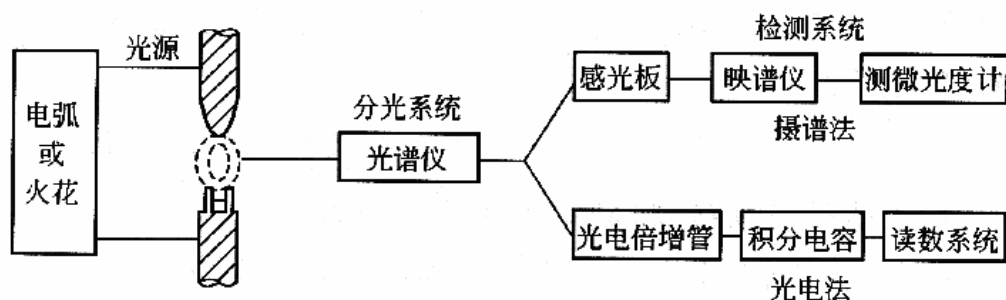 光源
电弧
或
火花
分光系统
光谱仪
检测系统
感光板
映谱仪
测微光度计
摄谱法
光电倍增管
积分电容
读数系统
光电法